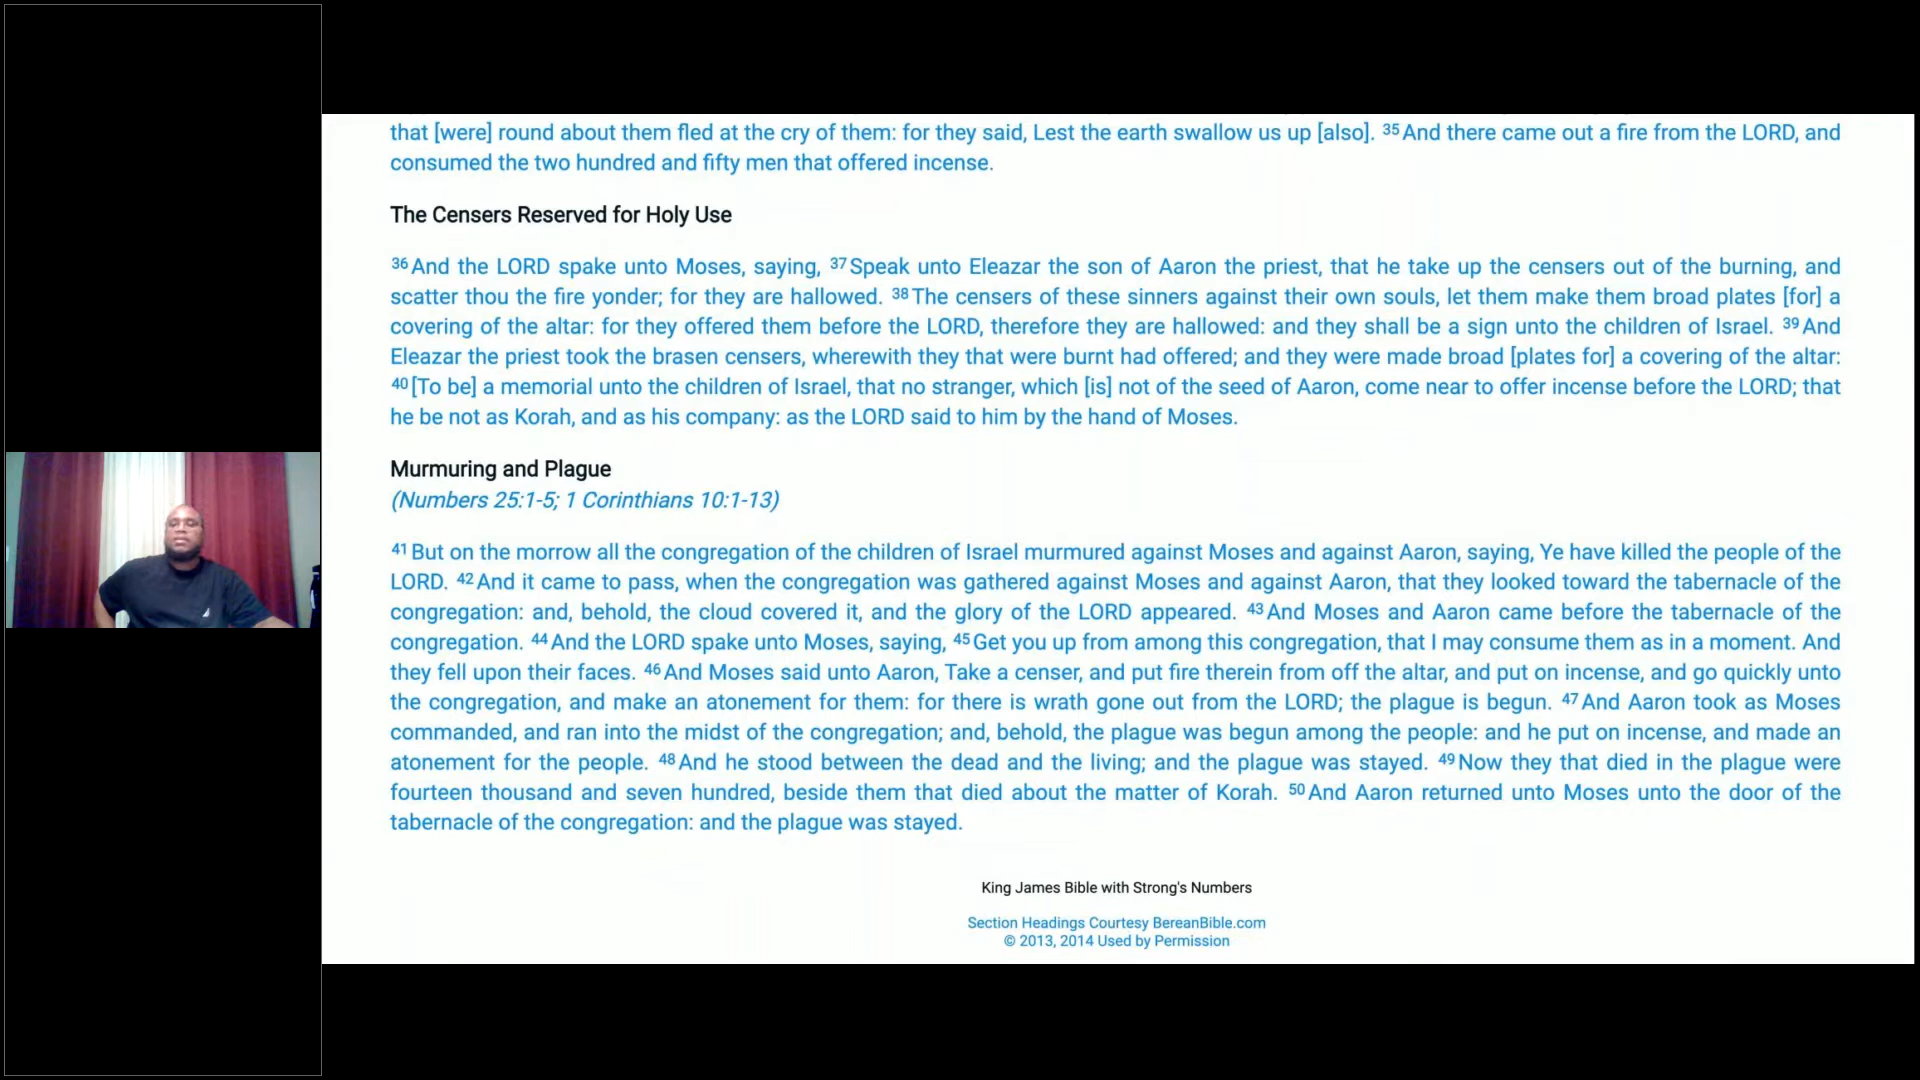 that [were] round about them fled at the cry of them: for they said, Lest the earth swallow us up [also]. 35 And there came out a fire from the LORD, and
consumed the two hundred and fifty men that offered incense.
The Censers Reserved for Holy Use
36 And the LORD spake unto Moses, saying, 37 Speak unto Eleazar the son of Aaron the priest, that he take up the censers out of the burning, and
scatter thou the fire yonder; for they are hallowed. 38 The censers of these sinners against their own souls, let them make them broad plates [for] a
covering of the altar: for they offered them before the LORD, therefore they are hallowed: and they shall be a sign unto the children of Israel. 39 And
Eleazar the priest took the brasen censers, wherewith they that were burnt had offered; and they were made broad [plates for] a covering of the altar:
40 [To be] a memorial unto the children of Israel, that no stranger, which [is] not of the seed of Aaron, come near to offer incense before the LORD; that
he be not as Korah, and as his company: as the LORD said to him by the hand of Moses.
Murmuring and Plague
(Numbers 25:1-5; 1 Corinthians 10:1-13)
41 But on the morrow all the congregation of the children of Israel murmured against Moses and against Aaron, saying, Ye have killed the people of the
LORD. 42 And it came to pass, when the congregation was gathered against Moses and against Aaron, that they looked toward the tabernacle of the
congregation: and, behold, the cloud covered it, and the glory of the LORD appeared. 43 And Moses and Aaron came before the tabernacle of the
congregation. 44 And the LORD spake unto Moses, saying, 45 Get you up from among this congregation, that I may consume them as in a moment. And
they fell upon their faces. 46 And Moses said unto Aaron, Take a censer, and put fire therein from off the altar, and put on incense, and go quickly unto
the congregation, and make an atonement for them: for there is wrath gone out from the LORD; the plague is begun. 47 And Aaron took as Moses
commanded, and ran into the midst of the congregation; and, behold, the plague was begun among the people: and he put on incense, and made an
atonement for the people. 48 And he stood between the dead and the living; and the plague was stayed. 49 Now they that died in the plague were
fourteen thousand and seven hundred, beside them that died about the matter of Korah. 50 And Aaron returned unto Moses unto the door of the
tabernacle of the congregation: and the plague was stayed.
King James Bible with Strong's Numbers
Section Headings Courtesy BereanBible.com
© 2013, 2014 Used by Permission